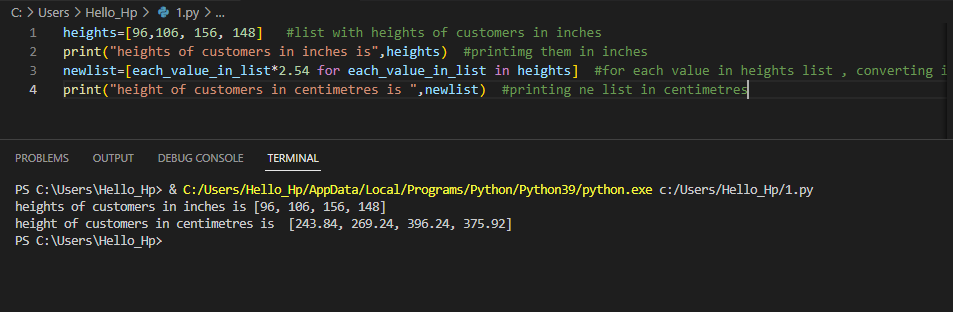 C: > Users > Hello_Hp > 1.py > ...
1 heights=[96,106, 156, 148] #list with heights of customers in inches
2 print("heights of customers in inches is",heights) #printimg them in inches
3 newlist=[each_value_in_list*2.54 for each_value_in_list in heights] #for each value in heights list , converting i
4 print("height of customers in centimetres is ",newlist) #printing ne list in centimetres
PROBLEMS OUTPUT DEBUG CONSOLE TERMINAL
PS C:\Users\Hello_Hp> & C:/Users/Hello_Hp/AppData/Local/Programs/Python/Python39/python.exe c:/Users/Hello_Hp/1.py
heights of customers in inches is [96, 106, 156, 148]
height of customers in centimetres is  [243.84, 269.24, 396.24, 375.92]
PS C:\Users\Hello_Hp>